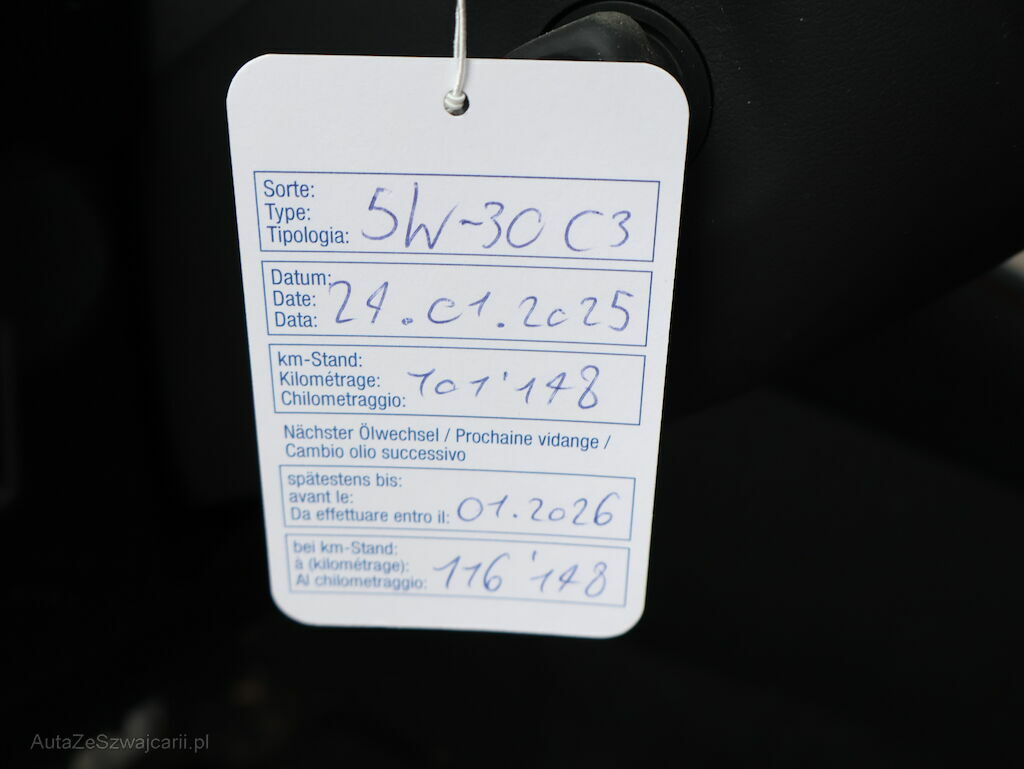 Sorte:
Type:
Tipologia: 5W-30 C3
Datum:
Date:
Data: 24.01.2025
km-Stand:
Kilométrage:
Chilometraggio: 101'148
Nächster Ölwechsel / Prochaine vidange /
Cambio olio successivo
spätestens bis:
avant le:
Da effettuare entro il: 01.2026
bei km-Stand:
à (kilométrage):
Al chilometraggio: 116'148
AutaZeSzwajcarii.pl